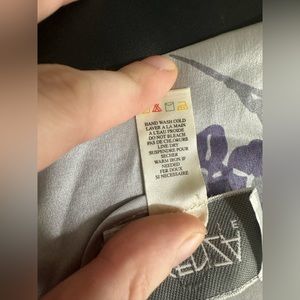 HAND WASH COLD
LAVER A LA MAIN
A L'EAU FROIDE
DO NOT BLEACH
PAS DE CHLORE
LINE DRY
SUSPENDRE POUR
SECHER
WARM IRON IF
NEEDED
FER DOUX
SI NECESSAIRE